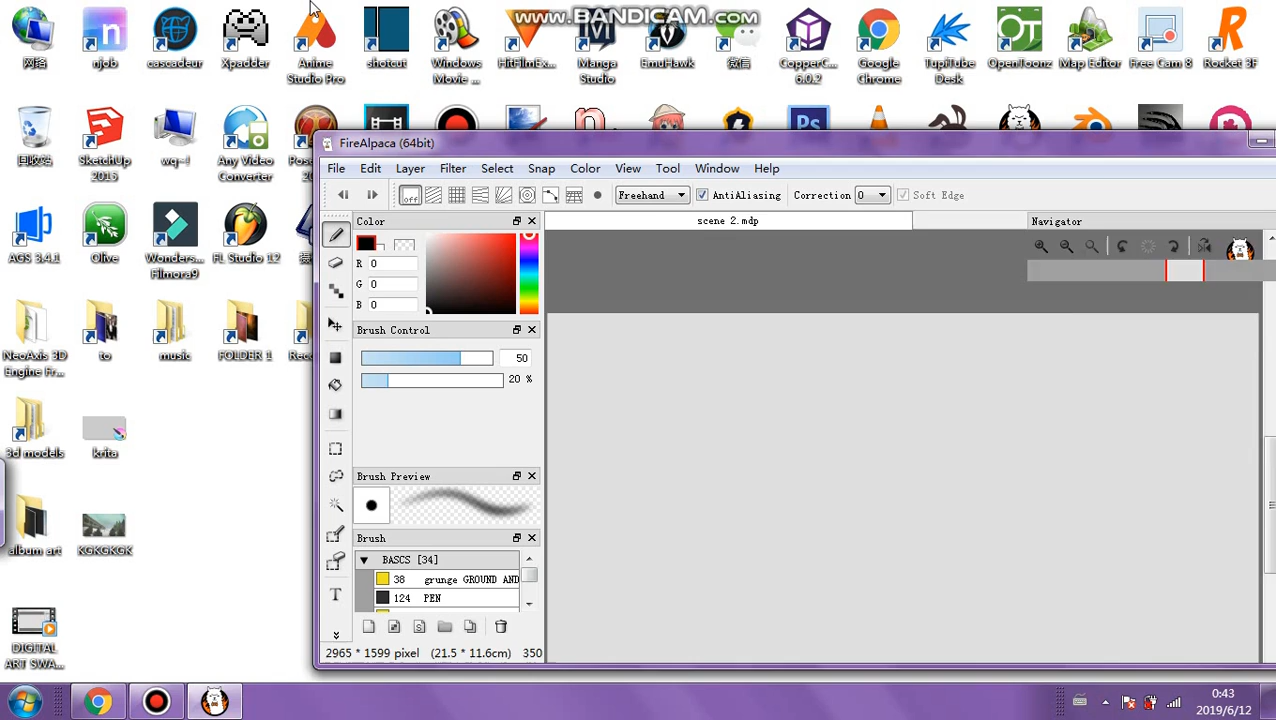 www.BANDICAM.com
网络
njob
cascadeur
Xpadder
Anime
Studio Pro
shotcut
Windows
Movie ...
HitFilmEx...
Manga
Studio
EmuHawk
微信
CopperC...
6.0.2
Google
Chrome
TupiTube
Desk
OpenToonz
Map Editor
Free Cam 8
Rocket 3F
回收站
SketchUp
2016
wq~!
Any Video
Converter
AGS 3.4.1
Olive
Wonders...
Filmora9
FL Studio 12
NeoAxis 3D
Engine Fr...
to
music
FOLDER 1
3d models
krita
album art
KGKGKGK
DIGITAL
ART SWA...
FireAlpaca (64bit)
File Edit Layer Filter Select Snap Color View Tool Window Help
off Freehand AntiAliasing Correction 0 Soft Edge
Color
scene 2.mdp
Navigator
R 0
G 0
B 0
Brush Control
50
20 %
Brush Preview
Brush
BASCS [34]
38 grunge GROUND AND
124 PEN
T
2965 * 1599 pixel (21.5 * 11.6cm) 350
0:43
2019/6/12